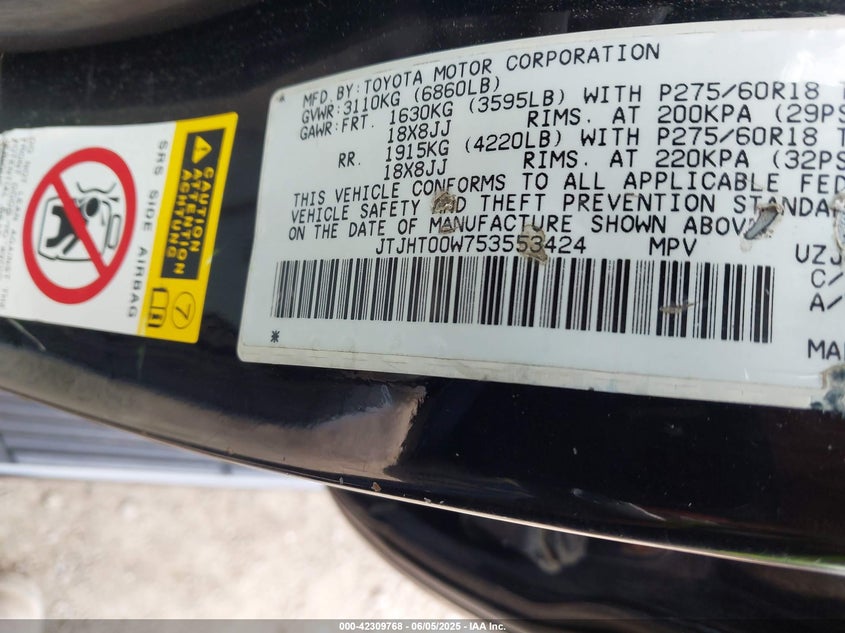 MFD. BY: TOYOTA MOTOR CORPORATION
GVWR: 3110KG (6860LB)
GAWR: FRT. 1630KG (3595LB) WITH P275/60R18 T
18X8JJ RIMS. AT 200KPA (29PS
RR. 1915KG (4220LB) WITH P275/60R18 T
18X8JJ RIMS. AT 220KPA (32PS
THIS VEHICLE CONFORMS TO ALL APPLICABLE FED
VEHICLE SAFETY AND THEFT PREVENTION STANDA
ON THE DATE OF MANUFACTURE SHOWN ABOVE.
JTJHT00W753553424 MPV
UZJ
C/
A/
MA
*
CAUTION
ATTENTION
ACHTUNG
7
SRS SIDE AIRBAG
000-42309768 - 06/05/2025 - IAA Inc.